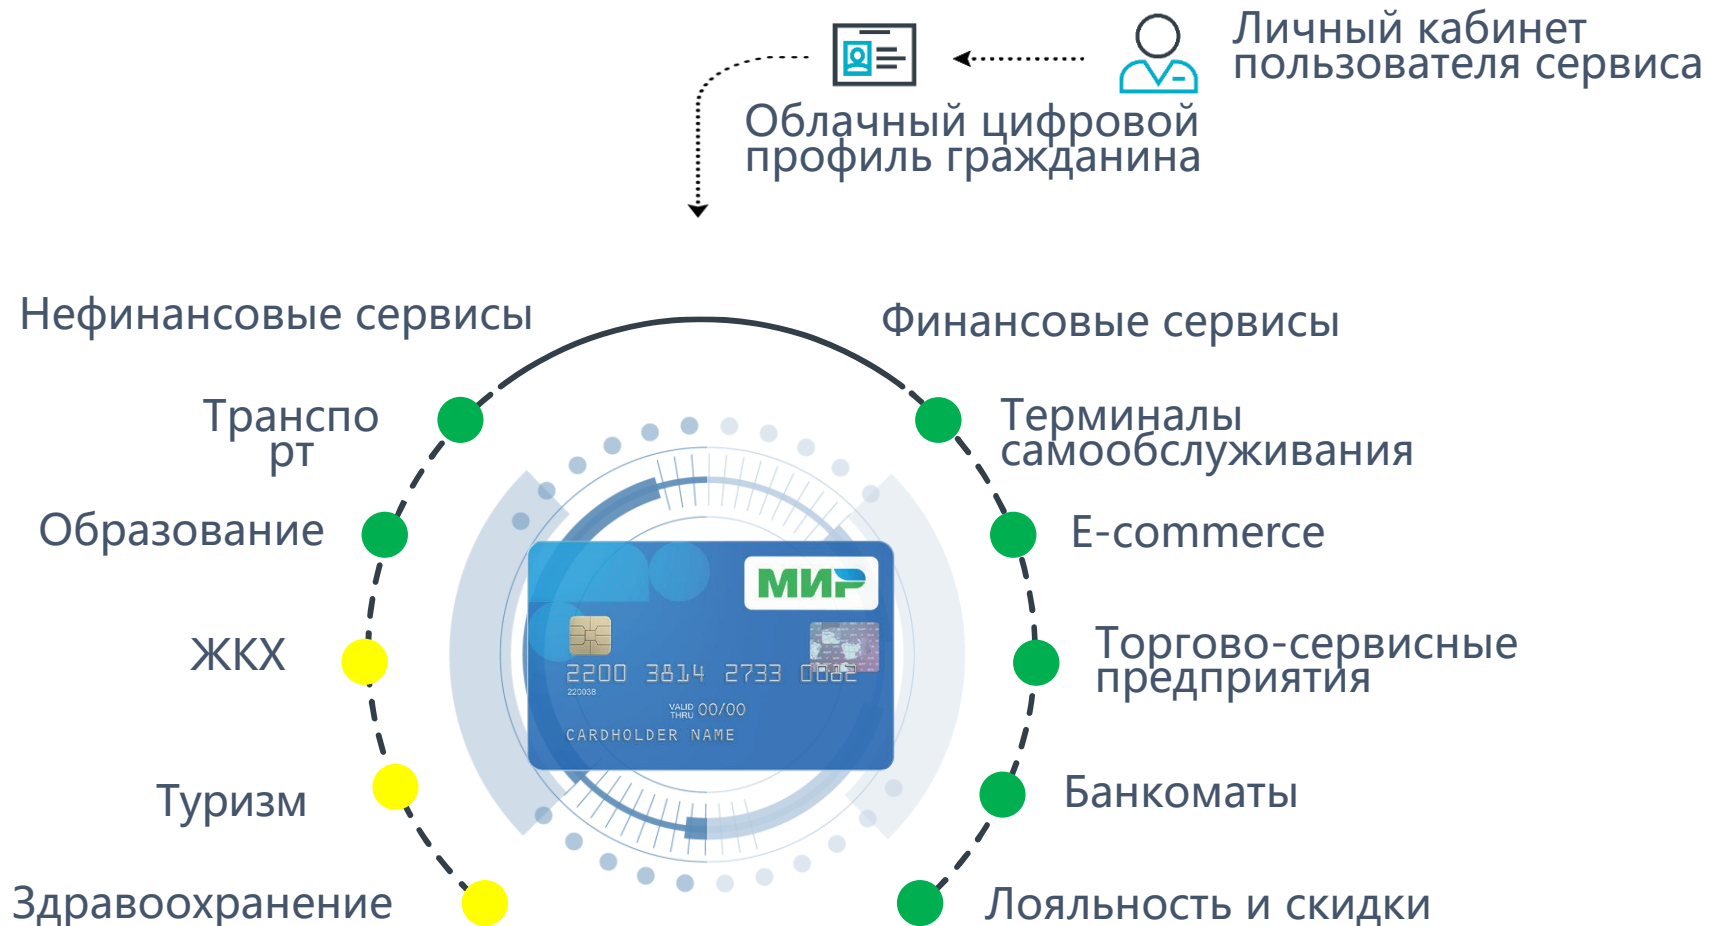 Личный кабинет
пользователя сервиса
Облачный цифровой
профиль гражданина
Нефинансовые сервисы
Финансовые сервисы
Транспо
рт
Терминалы
самообслуживания
Образование
E-commerce
МИР
ЖКХ
Торгово-сервисные
предприятия
2200 3814 2733 0082
220038
VALID
THRU 00/00
CARDHOLDER NAME
Туризм
Банкоматы
Здравоохранение
Лояльность и скидки